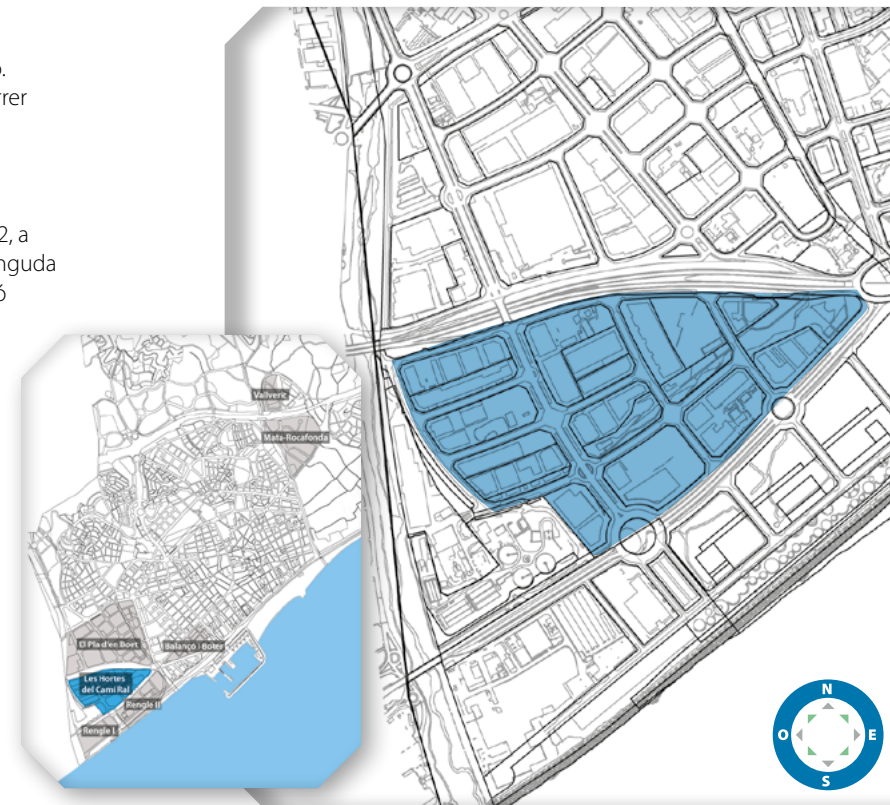 rrer
2, a
nguda
ó
Vallveric
Mata-Rocafonda
El Pla d'en Boet
Balançó i Boter
Les Hortes
del Camí Ral
Rengle II
Rengle I
N
O
E
S